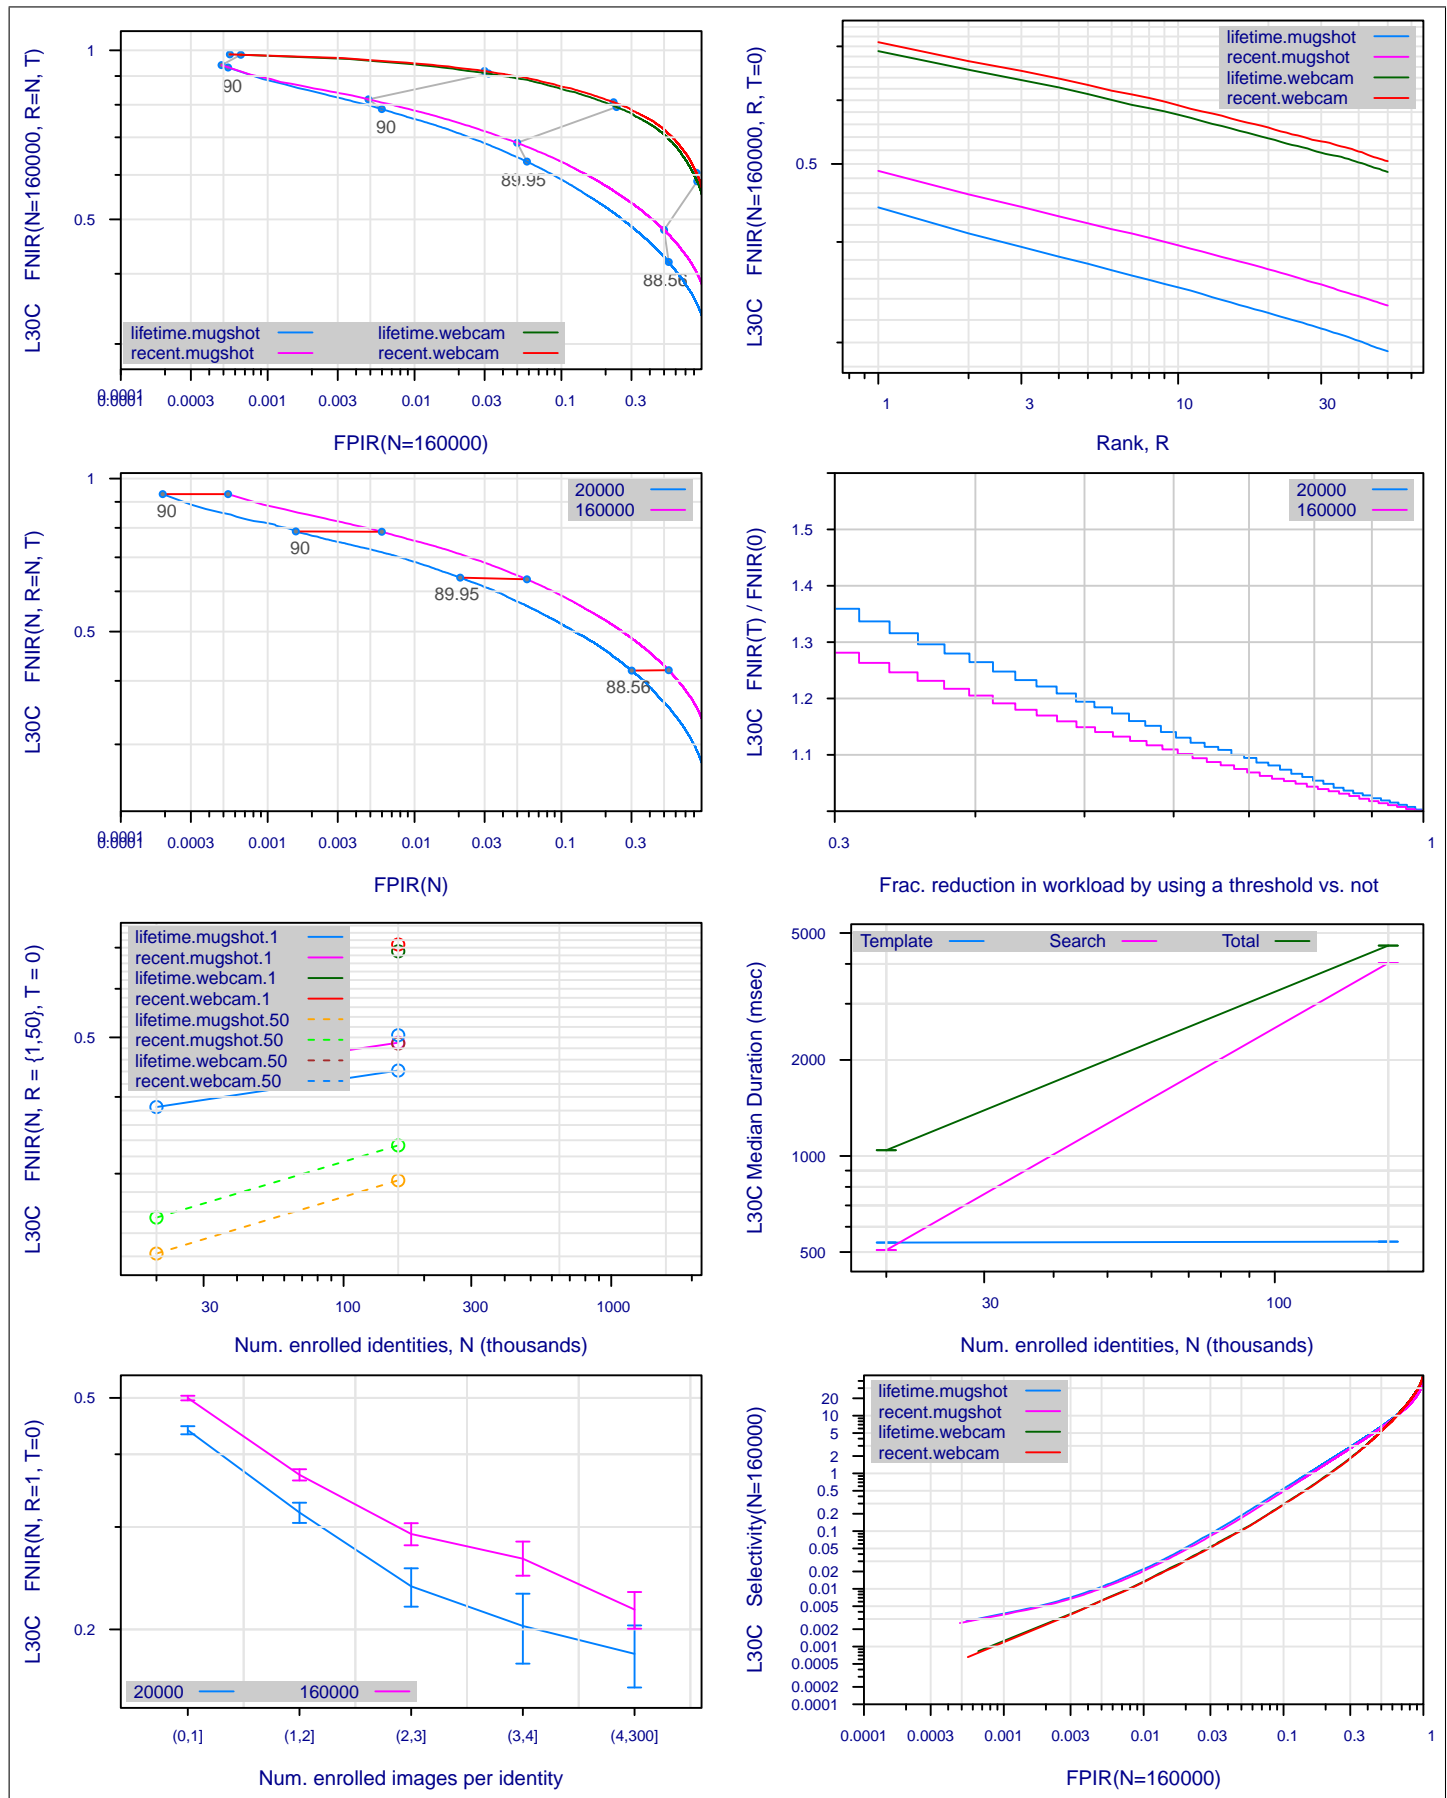 L30C FNIR(N=160000, R=N, T)
1
0.5
90
90
89.95
88.56
lifetime.mugshot
recent.mugshot
lifetime.webcam
recent.webcam
0.0001
0.0001
0.0003
0.001
0.003
0.01
0.03
0.1
0.3
FPIR(N=160000)
L30C FNIR(N=160000, R, T=0)
0.5
lifetime.mugshot
recent.mugshot
lifetime.webcam
recent.webcam
1
3
10
30
Rank, R
L30C FNIR(N, R=N, T)
1
0.5
20000
160000
90
90
89.95
88.56
0.0001
0.0001
0.0003
0.001
0.003
0.01
0.03
0.1
0.3
FPIR(N)
L30C FNIR(T) / FNIR(0)
1.5
1.4
1.3
1.2
1.1
20000
160000
0.3
1
Frac. reduction in workload by using a threshold vs. not
L30C FNIR(N, R = {1,50}, T = 0)
0.5
lifetime.mugshot.1
recent.mugshot.1
lifetime.webcam.1
recent.webcam.1
lifetime.mugshot.50
recent.mugshot.50
lifetime.webcam.50
recent.webcam.50
30
100
300
1000
Num. enrolled identities, N (thousands)
L30C Median Duration (msec)
5000
2000
1000
500
Template
Search
Total
30
100
Num. enrolled identities, N (thousands)
L30C FNIR(N, R=1, T=0)
0.5
0.2
20000
160000
(0,1]
(1,2]
(2,3]
(3,4]
(4,300]
Num. enrolled images per identity
L30C Selectivity(N=160000)
20
10
5
2
1
0.5
0.2
0.1
0.05
0.02
0.01
0.005
0.002
0.001
0.0005
0.0002
0.0001
lifetime.mugshot
recent.mugshot
lifetime.webcam
recent.webcam
0.0001
0.0003
0.001
0.003
0.01
0.03
0.1
0.3
1
FPIR(N=160000)